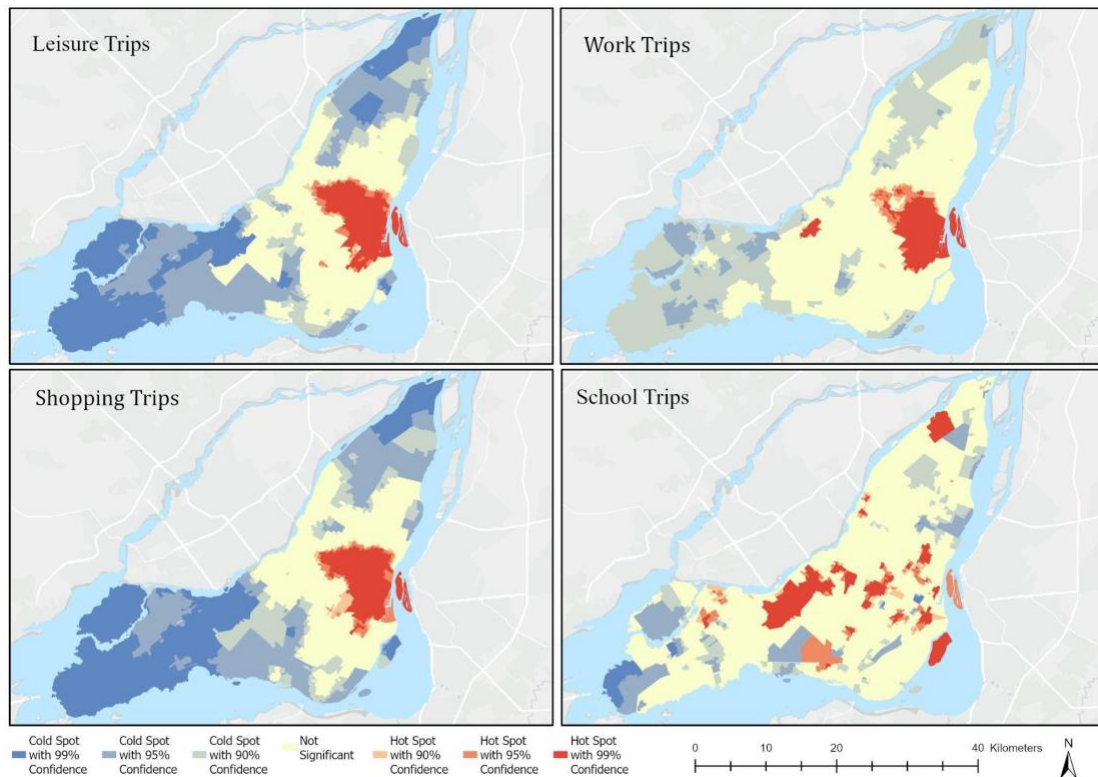 Leisure Trips
Work Trips
Shopping Trips
School Trips
Cold Spot
with 99%
Confidence
Cold Spot
with 95%
Confidence
Cold Spot
with 90%
Confidence
Not
Significant
Hot Spot
with 90%
Confidence
Hot Spot
with 95%
Confidence
Hot Spot
with 99%
Confidence
0 10 20 40 Kilometers
N